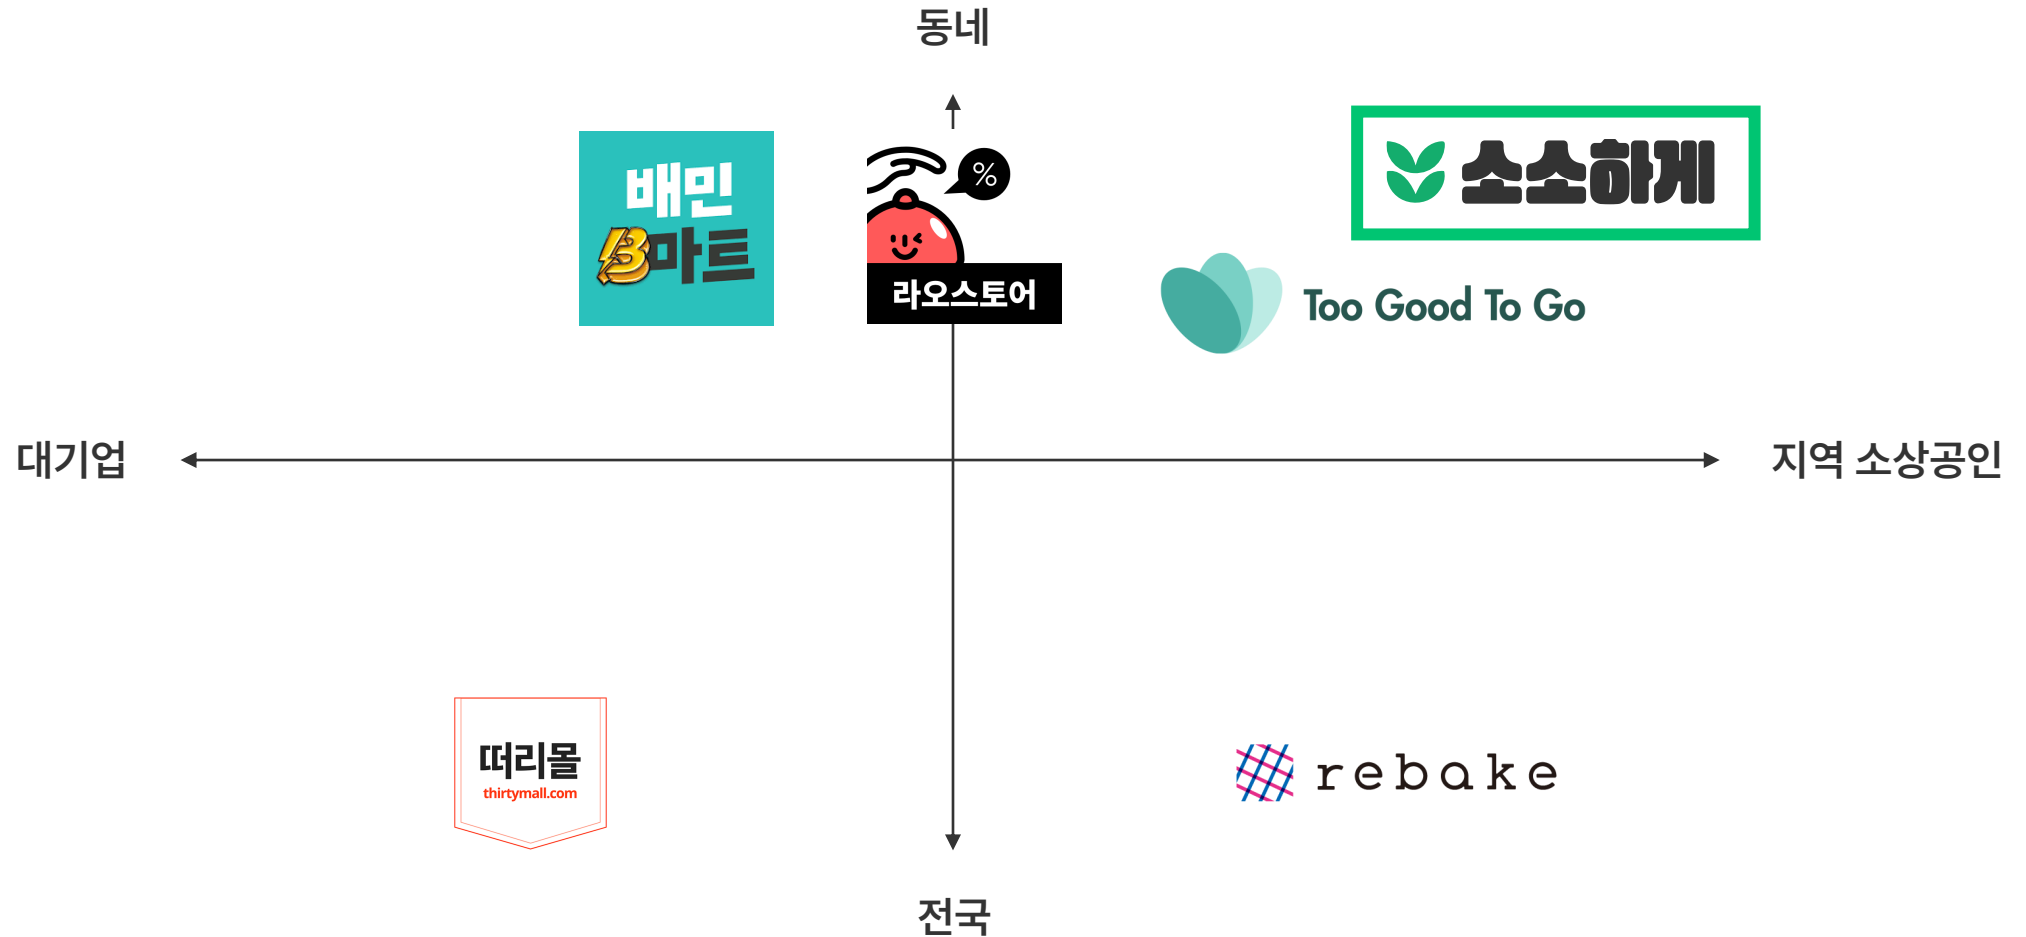 동네
배민
B마트
%
라오스토어
소소하게
Too Good To Go
대기업
지역 소상공인
떠리몰
thirtymall.com
rebake
전국